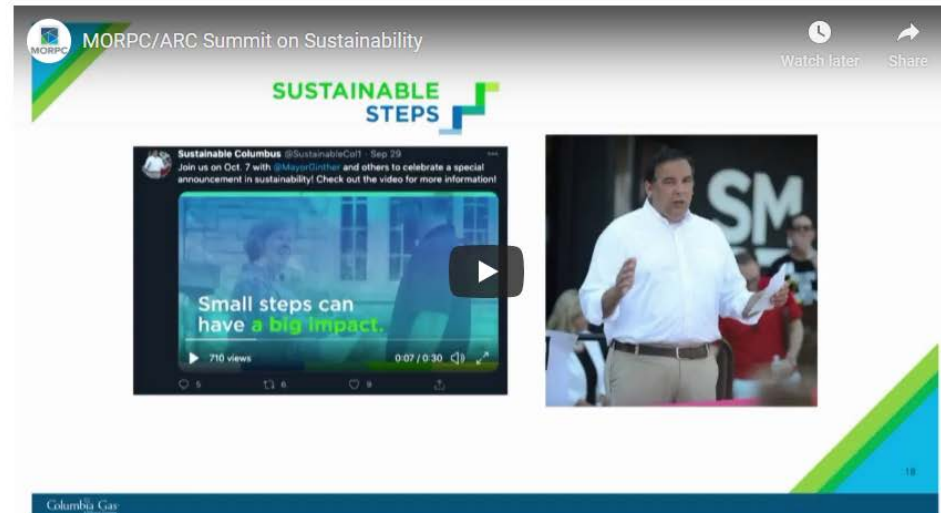 MORPC
MORPC/ARC Summit on Sustainability
Watch later
Share
SUSTAINABLE
STEPS
Sustainable Columbus @SustainableCol1 · Sep 29
Join us on Oct. 7 with @MayorGinther and others to celebrate a special
announcement in sustainability! Check out the video for more information!
Small steps can
have a big impact.
710 views
0:07 / 0:30
5
6
9
SM
18
Columbia Gas